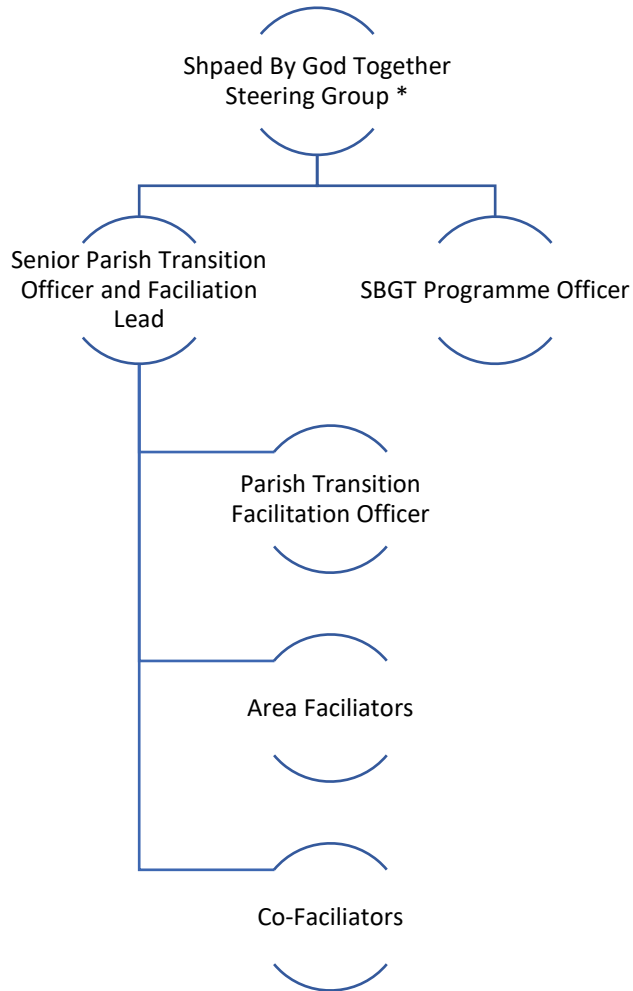 Shpaed By God Together
Steering Group *
Senior Parish Transition
Officer and Faciliation
Lead
SBGT Programme Officer
Parish Transition
Facilitation Officer
Area Faciliators
Co-Faciliators